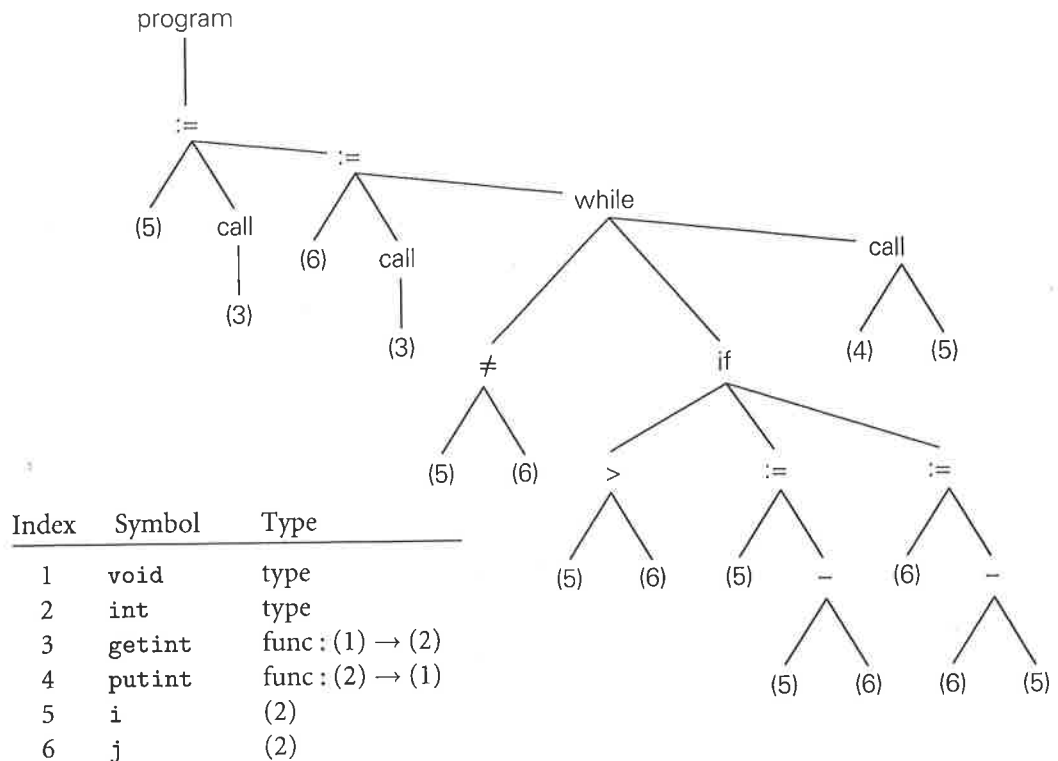 program
:=
:=
while
(5) call
(6) call
call
(3)
(3)
(4) (5)
≠ if
(5) (6)
> := :=
(5) (6) (5) − (6) −
(5) (6) (6) (5)
Index Symbol Type
1 void type
2 int type
3 getint func : (1) → (2)
4 putint func : (2) → (1)
5 i (2)
6 j (2)